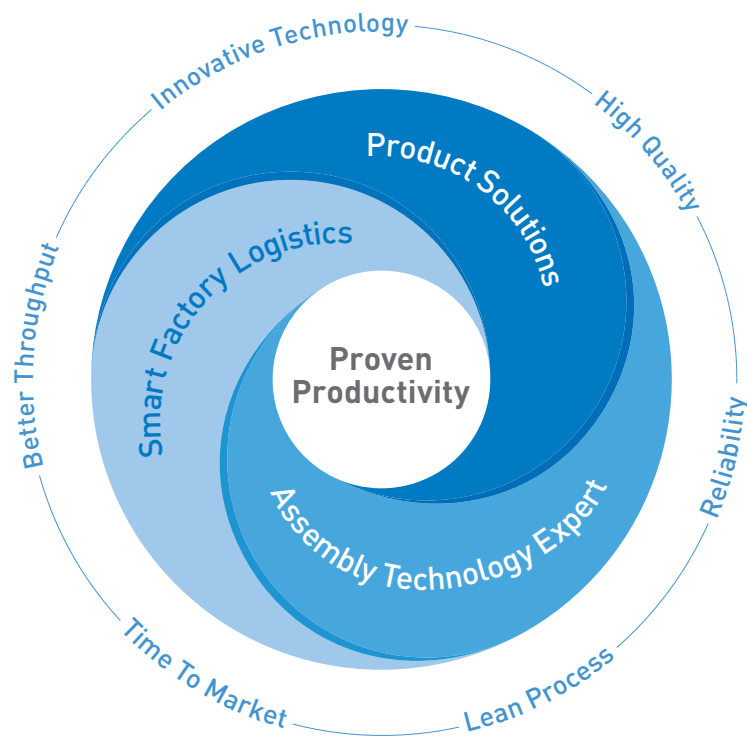 Innovative Technology
High Quality
Reliability
Lean Process
Time To Market
Better Throughput
Product Solutions
Assembly Technology Expert
Smart Factory Logistics
Proven
Productivity